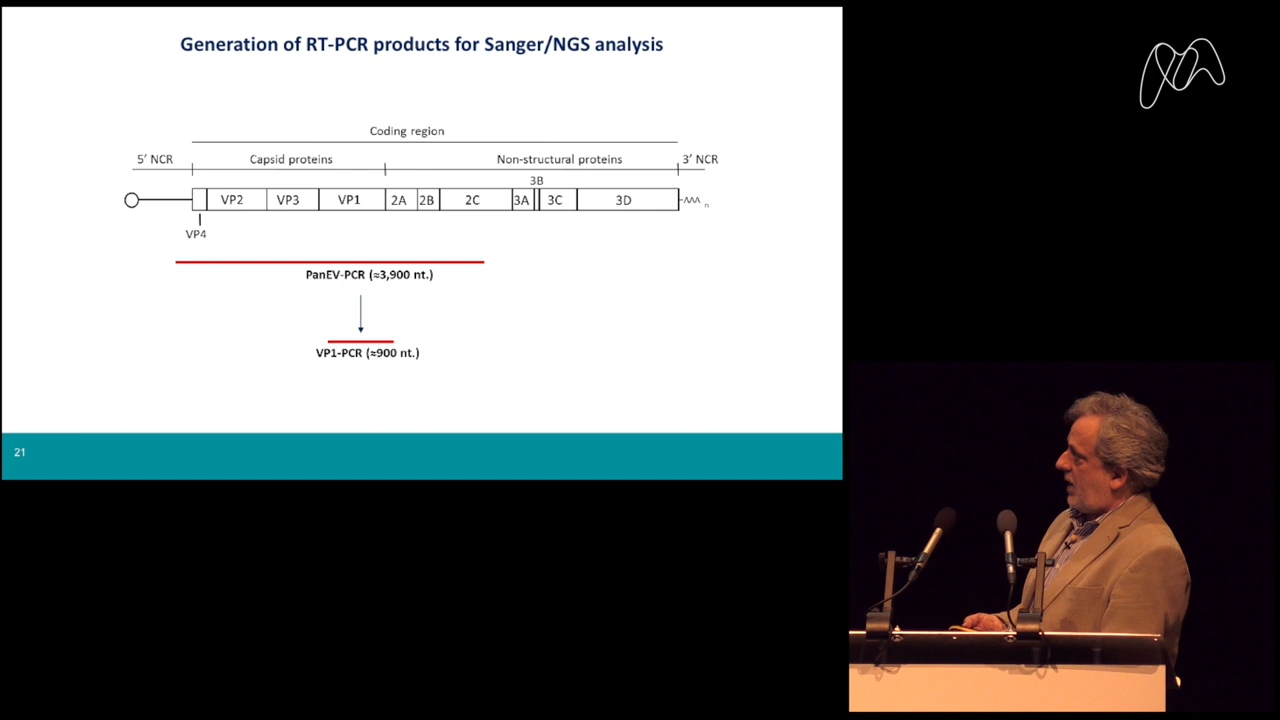 Generation of RT-PCR products for Sanger/NGS analysis
Coding region
5' NCR Capsid proteins Non-structural proteins 3' NCR
3B
VP2 VP3 VP1 2A 2B 2C 3A 3C 3D n
VP4
PanEV-PCR (≈3,900 nt.)
VP1-PCR (≈900 nt.)
21